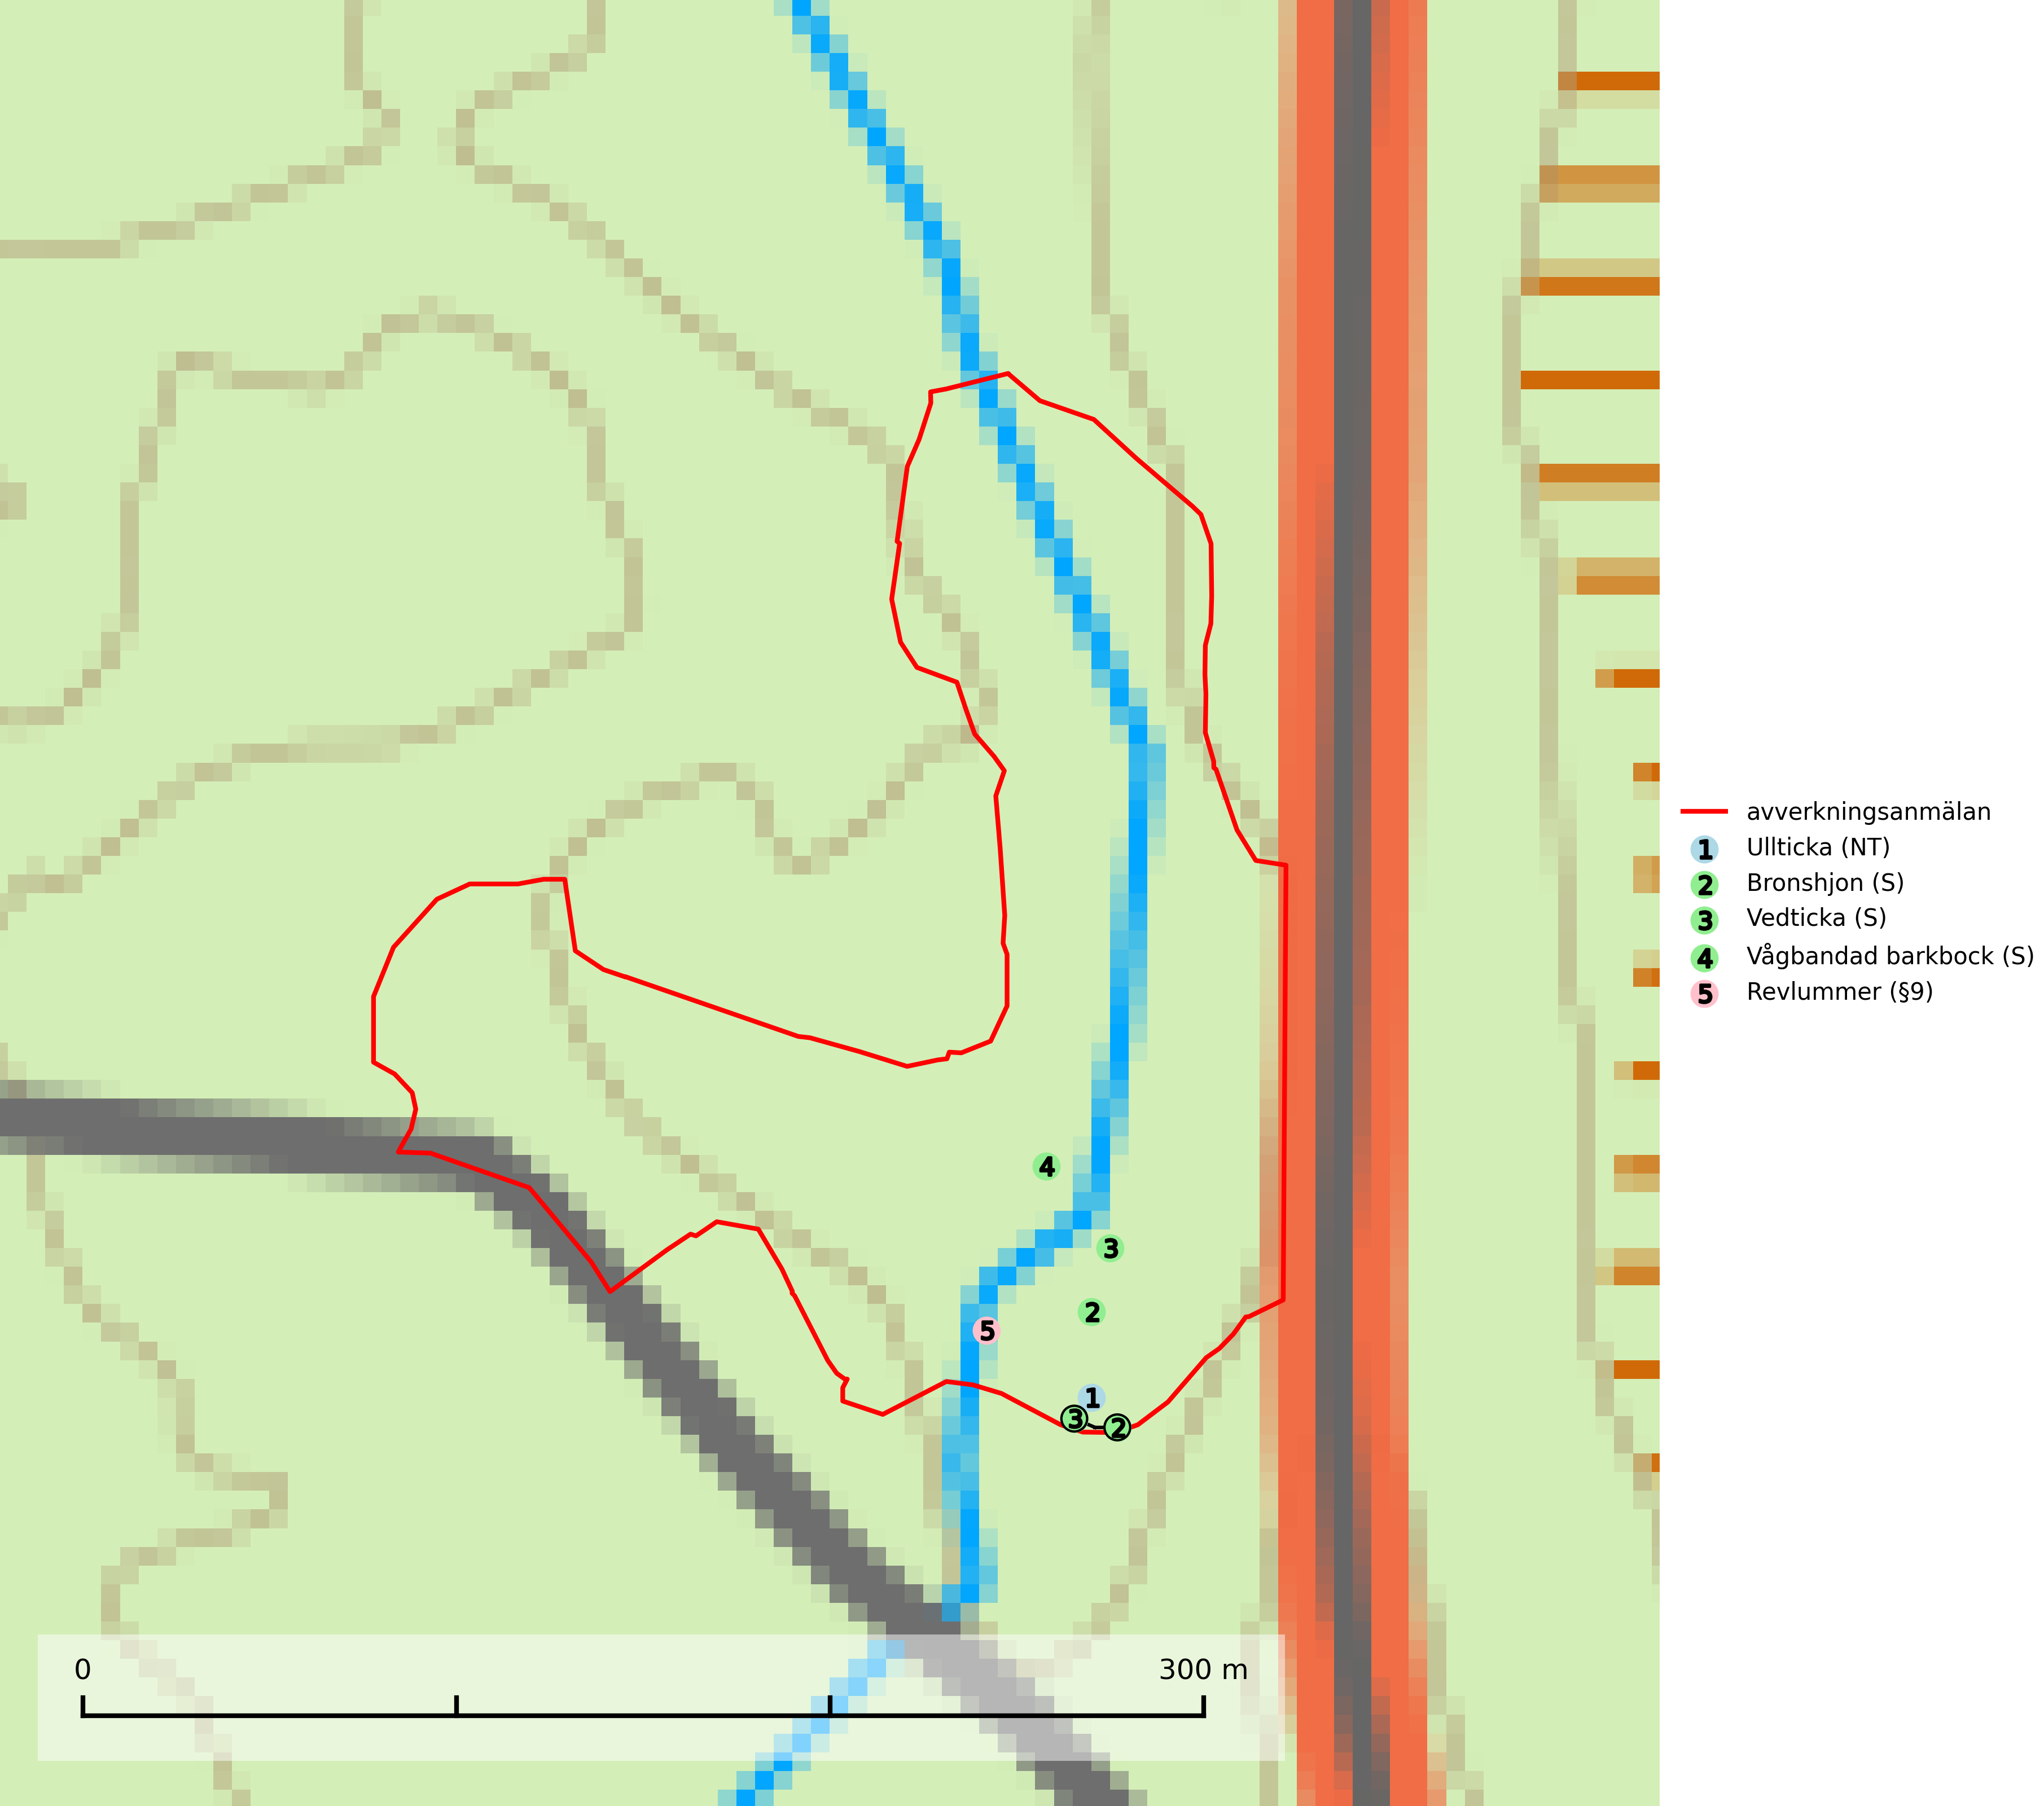 4
3
2
5
1
3
2
0
300 m
avverkningsanmälan
1 Ullticka (NT)
2 Bronshjon (S)
3 Vedticka (S)
4 Vågbandad barkbock (S)
5 Revlummer (§9)